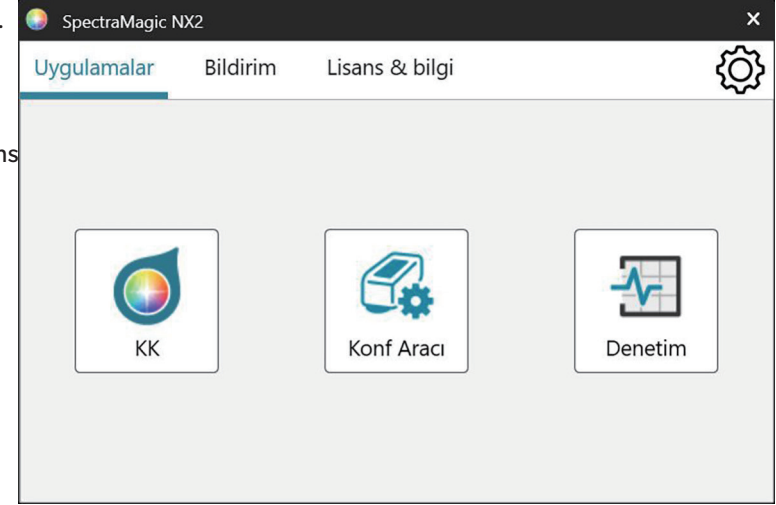 SpectraMagic NX2
Uygulamalar Bildirim Lisans & bilgi
KK Konf Aracı Denetim